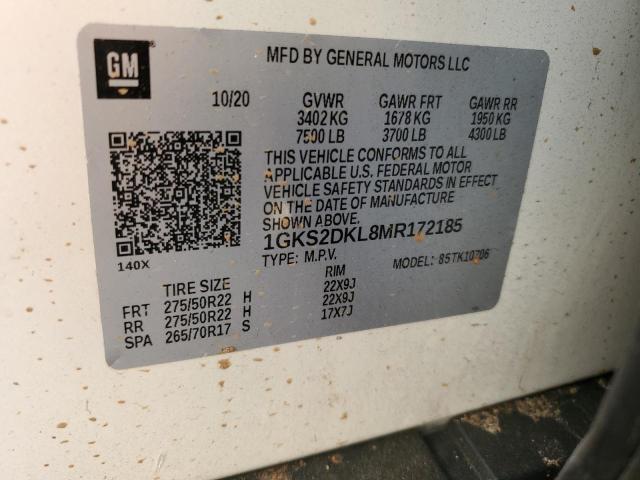 GM
MFD BY GENERAL MOTORS LLC
10/20 GVWR GAWR FRT GAWR RR
3402 KG 1678 KG 1950 KG
7500 LB 3700 LB 4300 LB
THIS VEHICLE CONFORMS TO ALL
APPLICABLE U.S. FEDERAL MOTOR
VEHICLE SAFETY STANDARDS IN EFFECT
ON THE DATE OF MANUFACTURE
SHOWN ABOVE.
1GKS2DKL8MR172185
140X TYPE: M.P.V. MODEL: 85TK10706
TIRE SIZE RIM
FRT 275/50R22 H 22X9J
RR 275/50R22 H 22X9J
SPA 265/70R17 S 17X7J